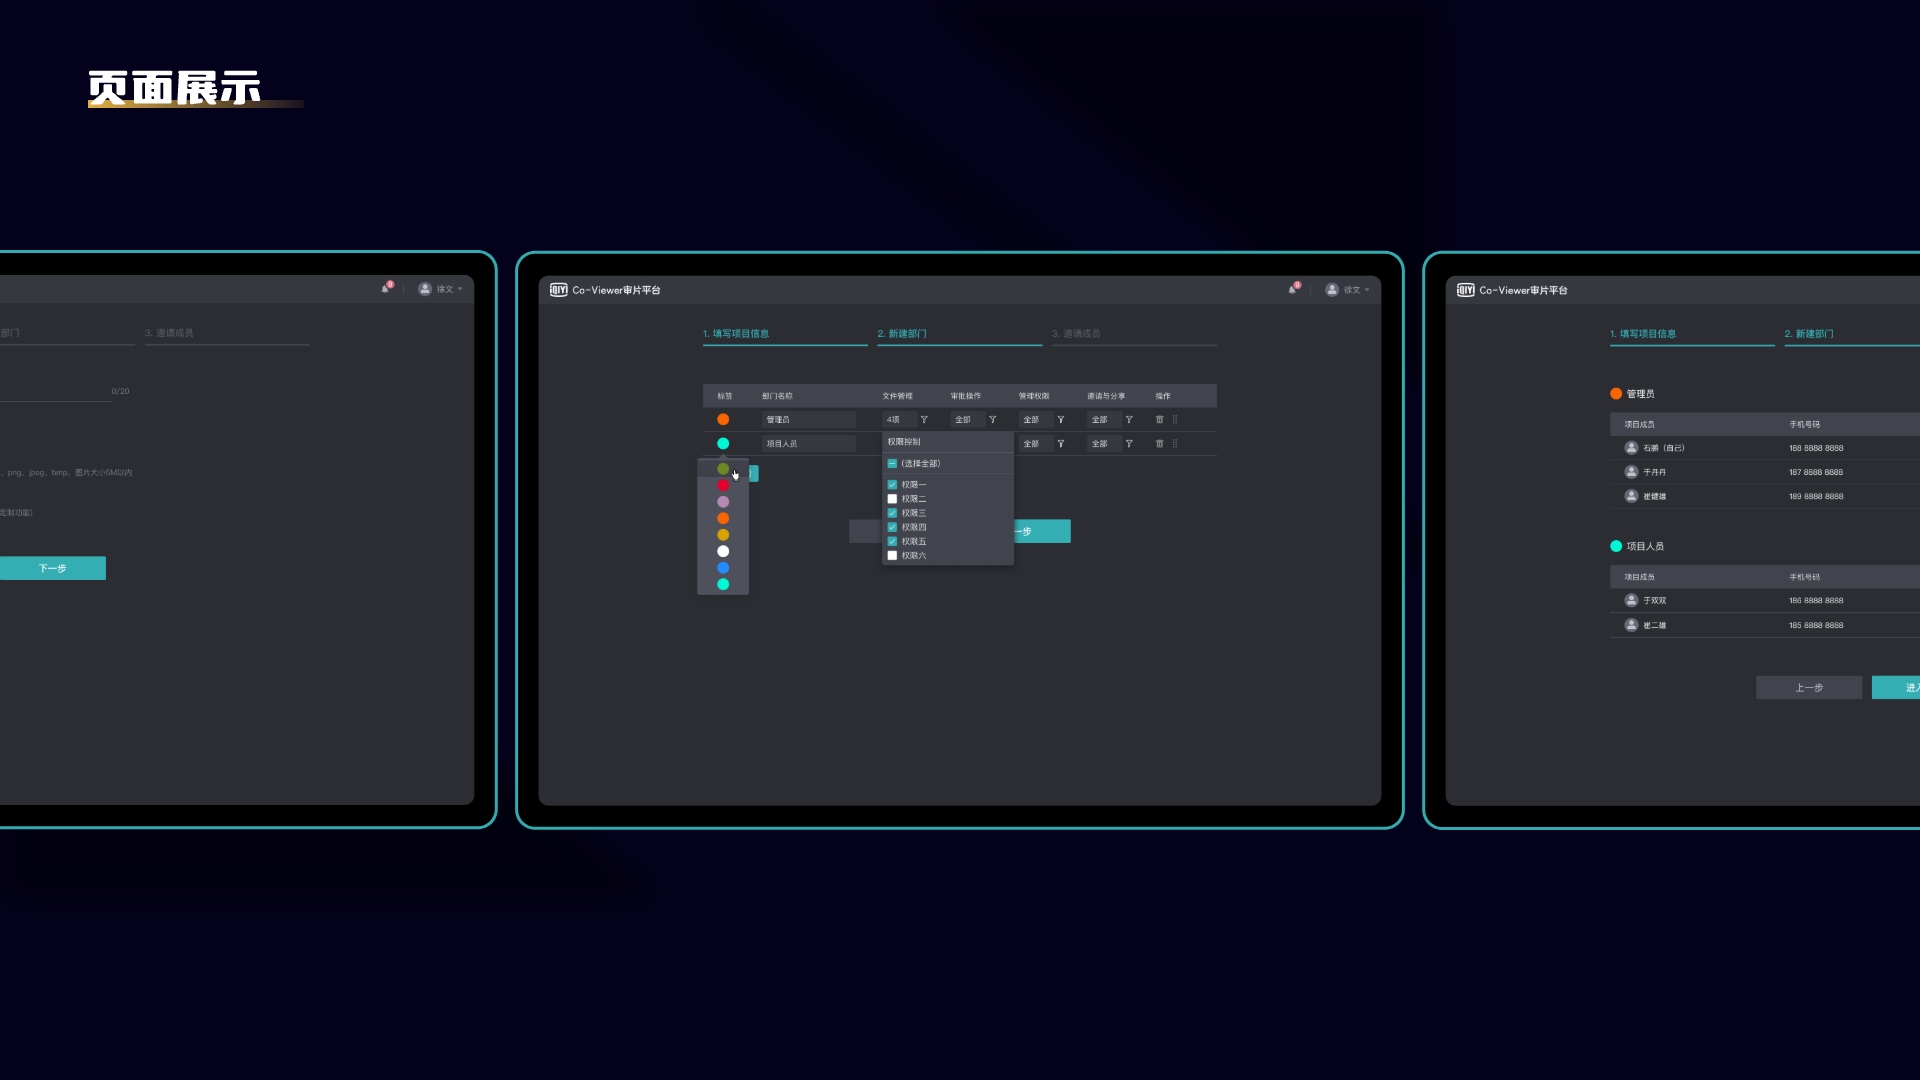 页面展示
徐文
部门
3. 邀请成员
0/20
、png、jpeg、bmp、图片大小5M以内
定制功能）
下一步
iQIYI Co-Viewer审片平台
徐文
1. 填写项目信息
2. 新建部门
3. 邀请成员
标签 部门名称 文件管理 审批操作 管理权限 邀请与分享 操作
管理员 4项 全部 全部 全部
项目人员 全部 全部
权限控制
(选择全部)
权限一
权限二
权限三
权限四
权限五
权限六
一步
iQIYI Co-Viewer审片平台
1. 填写项目信息
2. 新建部门
管理员
项目成员 手机号码
石鹏（自己） 188 8888 8888
于丹丹 187 8888 8888
崔健雄 189 8888 8888
项目人员
项目成员 手机号码
于双双 186 8888 8888
崔二雄 185 8888 8888
上一步
进入